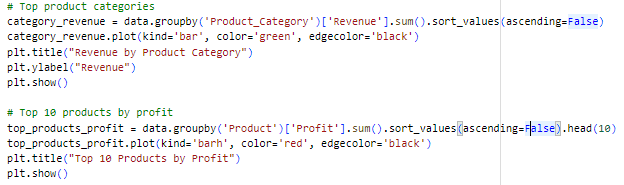 # Top product categories
category_revenue = data.groupby('Product_Category')['Revenue'].sum().sort_values(ascending=False)
category_revenue.plot(kind='bar', color='green', edgecolor='black')
plt.title("Revenue by Product Category")
plt.ylabel("Revenue")
plt.show()

# Top 10 products by profit
top_products_profit = data.groupby('Product')['Profit'].sum().sort_values(ascending=False).head(10)
top_products_profit.plot(kind='barh', color='red', edgecolor='black')
plt.title("Top 10 Products by Profit")
plt.show()